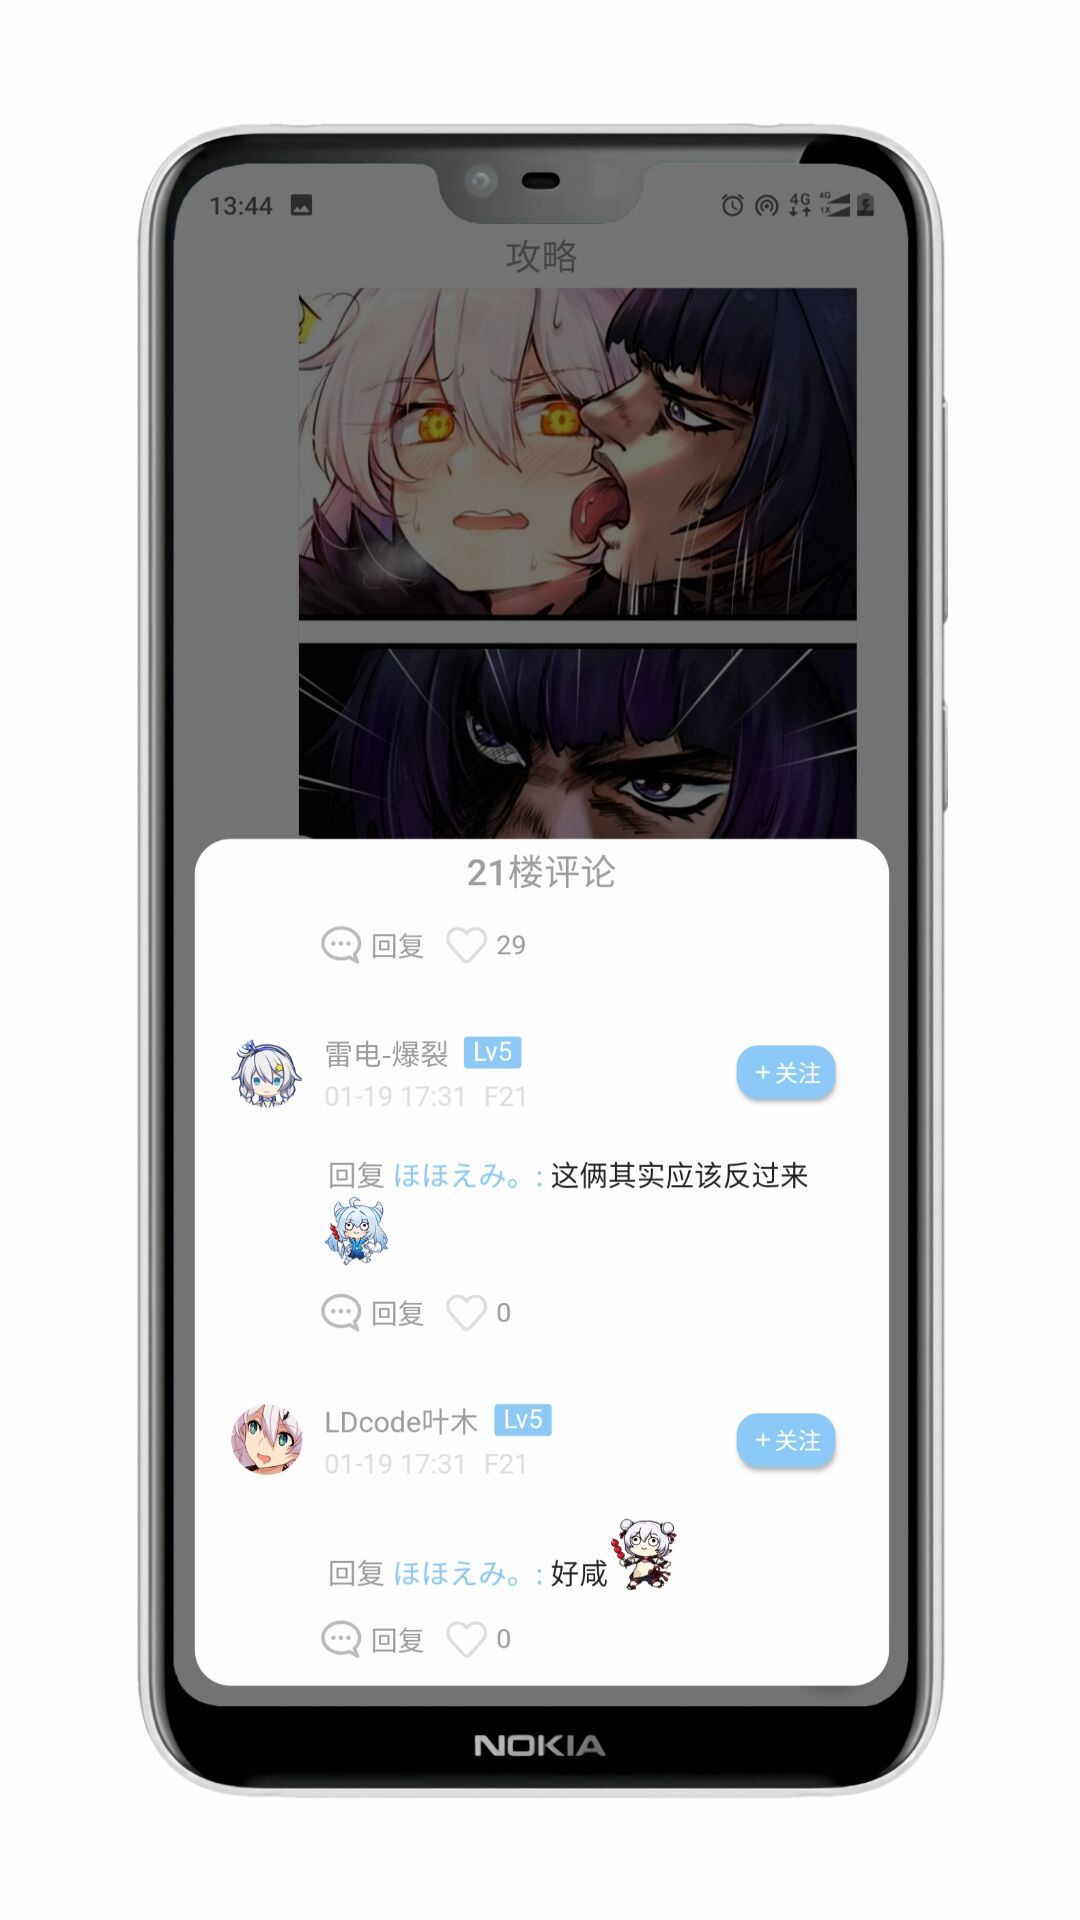 13:44
4G
4G
1X
攻略
21楼评论
回复 29
雷电-爆裂 Lv5
+关注
01-19 17:31 F21
回复 ほほえみ。: 这俩其实应该反过来
回复 0
LDcode叶木 Lv5
+关注
01-19 17:31 F21
回复 ほほえみ。: 好咸
回复 0
NOKIA